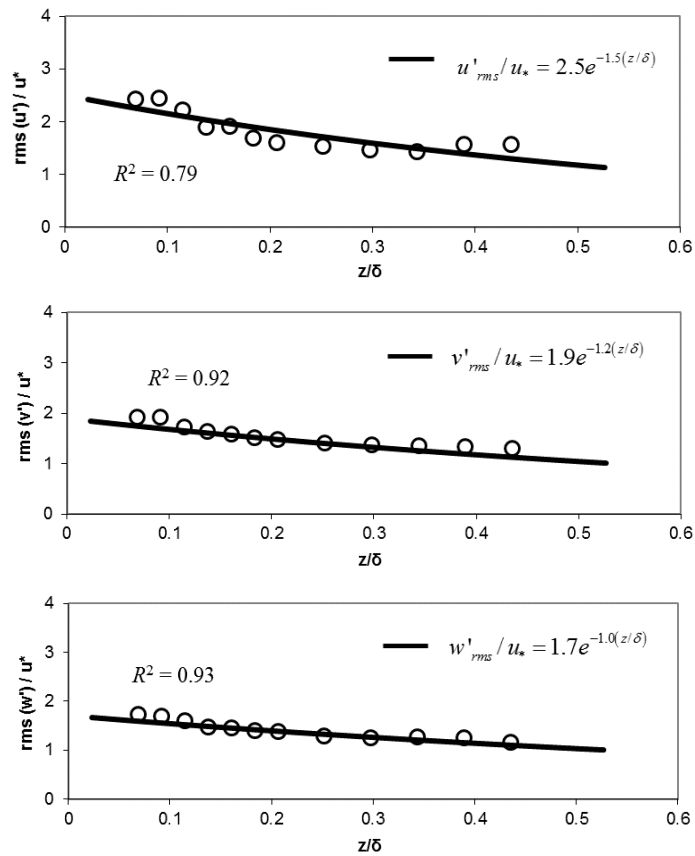 4
3
2
1
0
rms (u') / u*
u'rms/u* = 2.5e^−1.5(z/δ)
R² = 0.79
0 0.1 0.2 0.3 0.4 0.5 0.6
z/δ
4
3
2
1
0
rms (v') / u*
v'rms/u* = 1.9e^−1.2(z/δ)
R² = 0.92
0 0.1 0.2 0.3 0.4 0.5 0.6
z/δ
4
3
2
1
0
rms (w') / u*
w'rms/u* = 1.7e^−1.0(z/δ)
R² = 0.93
0 0.1 0.2 0.3 0.4 0.5 0.6
z/δ